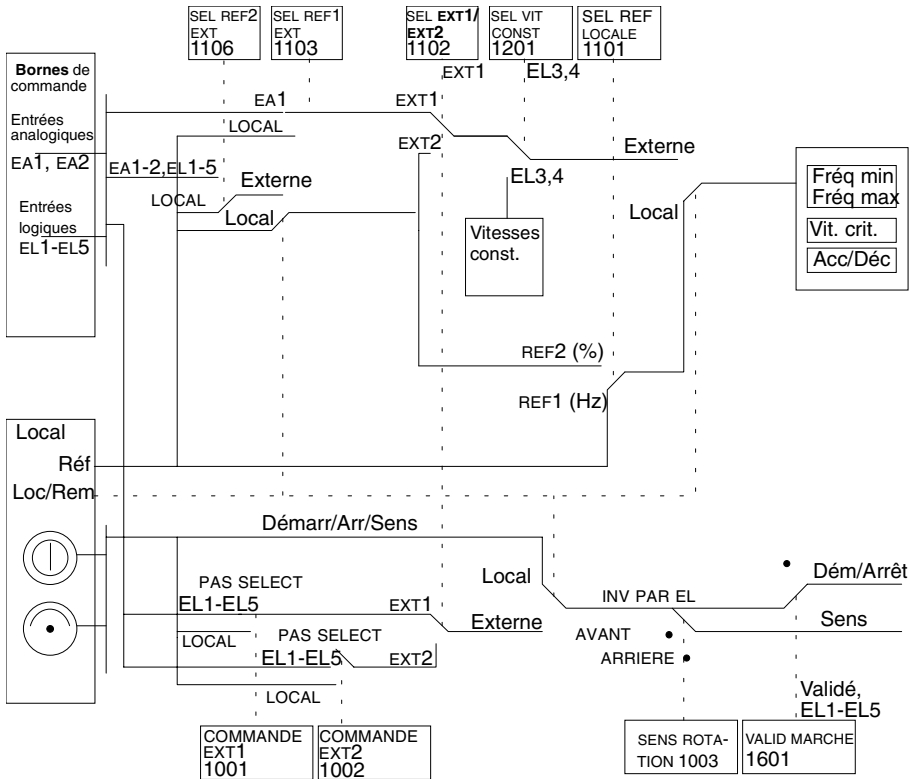 SEL REF2
EXT
1106
SEL REF1
EXT
1103
SEL EXT1/
EXT2
1102
SEL VIT
CONST
1201
SEL REF
LOCALE
1101
EXT1
EL3,4
Bornes de
commande
Entrées
analogiques
EA1, EA2
Entrées
logiques
EL1-EL5
EA1
EXT1
LOCAL
EXT2
Externe
EA1-2,EL1-5
Externe
EL3,4
LOCAL
Local
Local
Vitesses
const.
Fréq min
Fréq max
Vit. crit.
Acc/Déc
REF2 (%)
REF1 (Hz)
Local
Réf
Loc/Rem
Démarr/Arr/Sens
Local
Dém/Arrêt
PAS SELECT
INV PAR EL
EL1-EL5
EXT1
Externe
Sens
LOCAL
PAS SELECT
AVANT
EL1-EL5
EXT2
ARRIERE
LOCAL
Validé,
EL1-EL5
COMMANDE
EXT1
1001
COMMANDE
EXT2
1002
SENS ROTA-
TION 1003
VALID MARCHE
1601